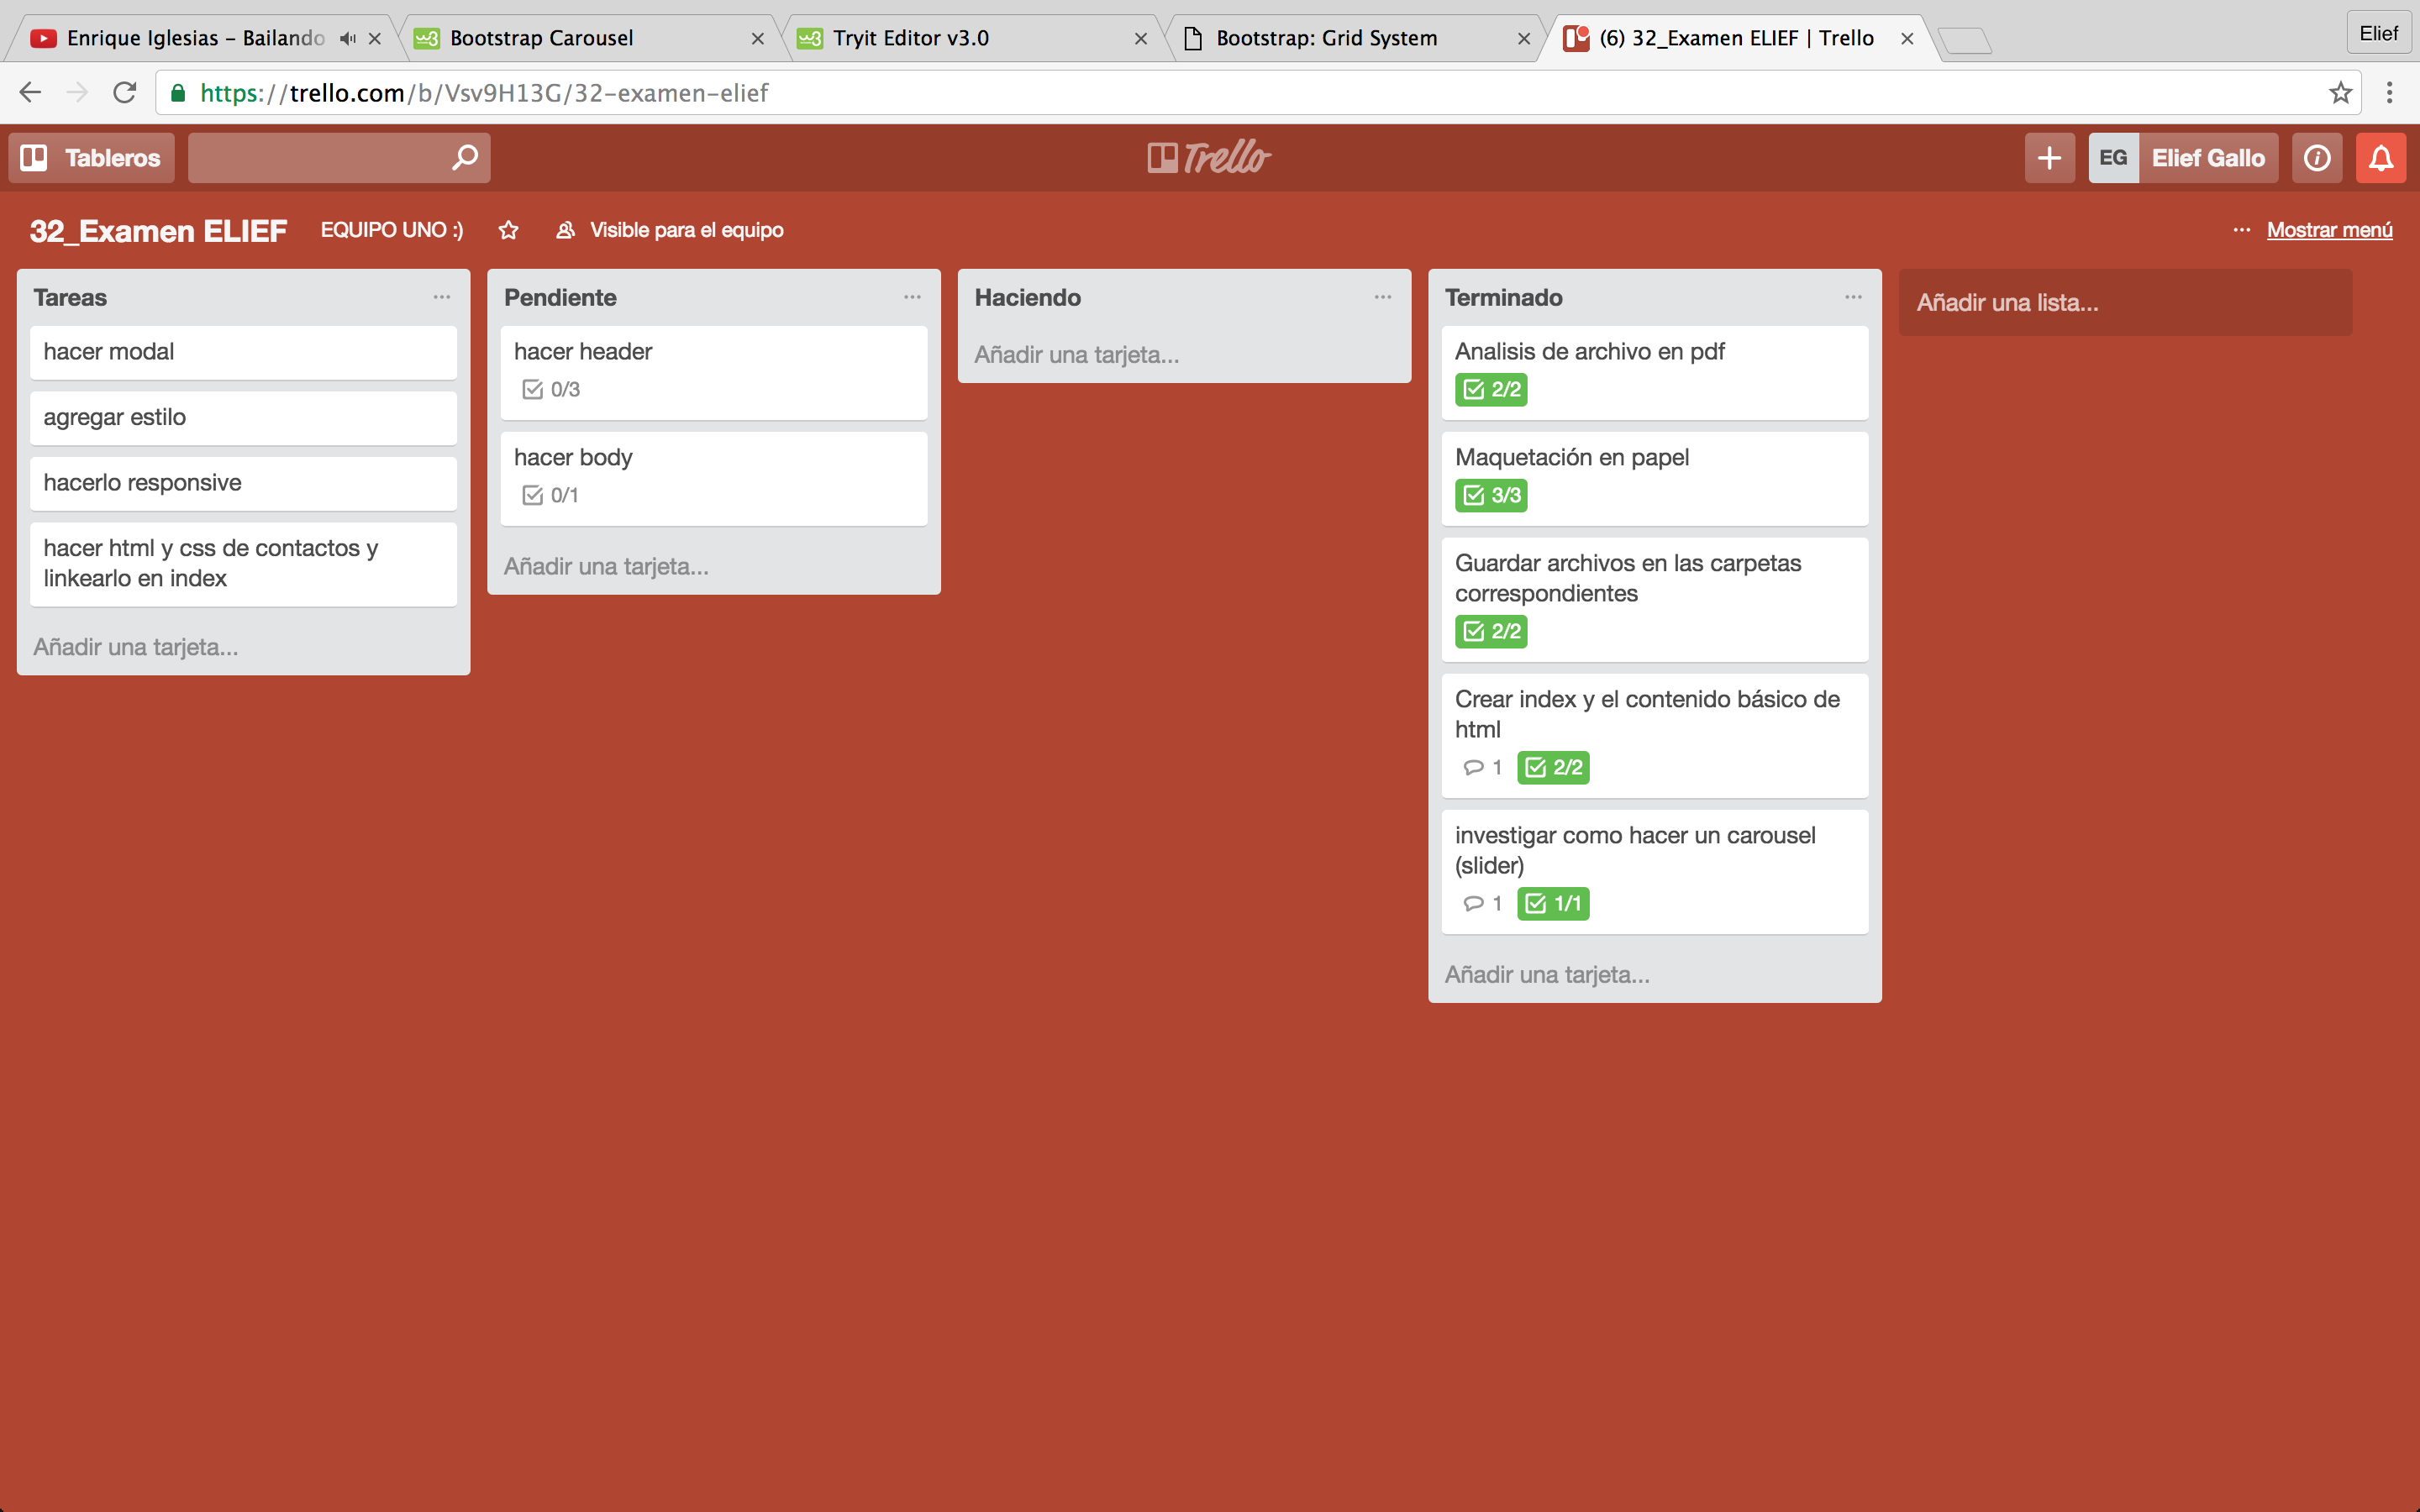 Enrique Iglesias – Bailando
Bootstrap Carousel
Tryit Editor v3.0
Bootstrap: Grid System
(6) 32_Examen ELIEF | Trello
Elief
https://trello.com/b/Vsv9H13G/32-examen-elief
Tableros
Trello
EG
Elief Gallo
32_Examen ELIEF
EQUIPO UNO :)
Visible para el equipo
Mostrar menú
Tareas
hacer modal
agregar estilo
hacerlo responsive
hacer html y css de contactos y
linkearlo en index
Añadir una tarjeta...
Pendiente
hacer header
0/3
hacer body
0/1
Añadir una tarjeta...
Haciendo
Añadir una tarjeta...
Terminado
Analisis de archivo en pdf
2/2
Maquetación en papel
3/3
Guardar archivos en las carpetas
correspondientes
2/2
Crear index y el contenido básico de
html
1 2/2
investigar como hacer un carousel
(slider)
1 1/1
Añadir una tarjeta...
Añadir una lista...